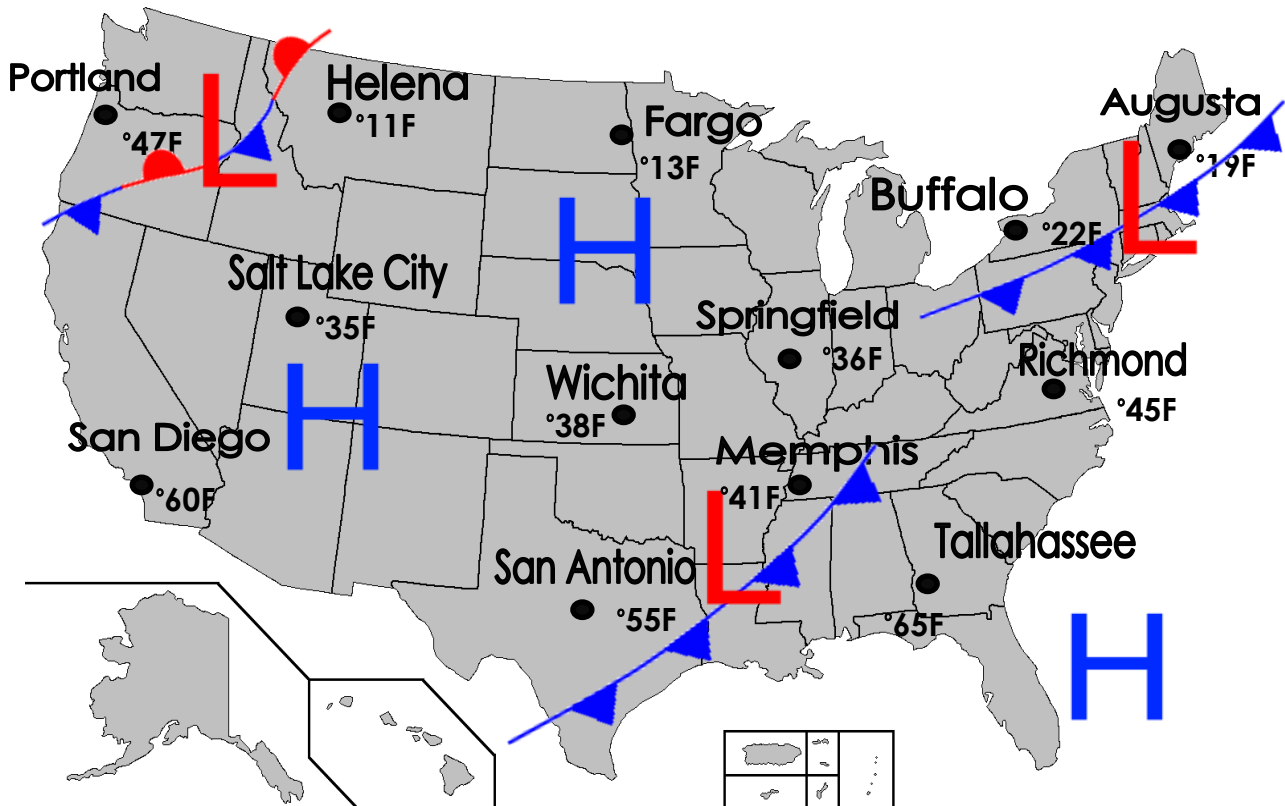 Portland
°47F
L
Helena
°11F
Fargo
°13F
Augusta
°19F
L
Buffalo
°22F
H
Salt Lake City
°35F
Springfield
°36F
Richmond
°45F
Wichita
°38F
H
San Diego
°60F
Memphis
°41F
L
San Antonio
°55F
Tallahassee
°65F
H